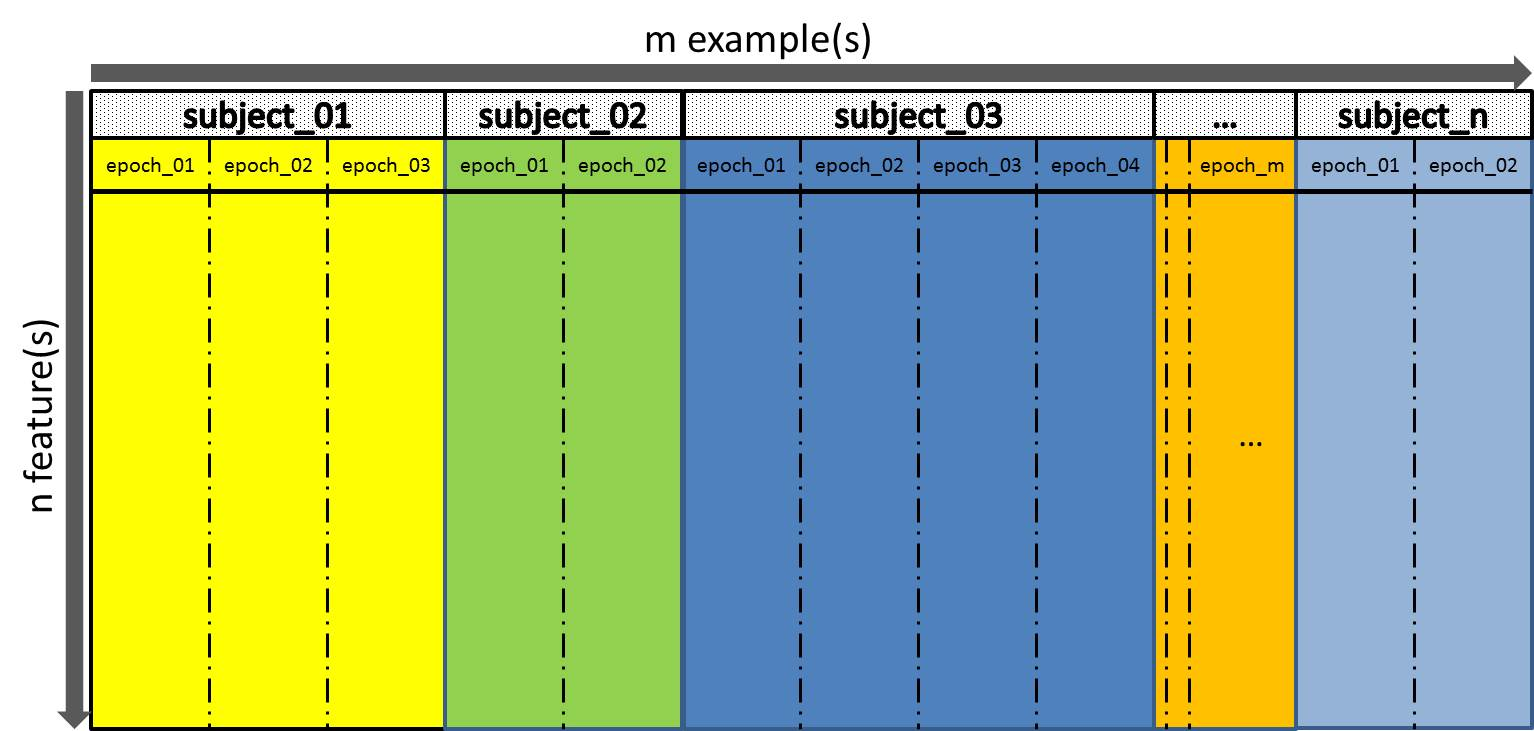 m example(s)
subject_01 subject_02 subject_03 ... subject_n
epoch_01 epoch_02 epoch_03 epoch_01 epoch_02 epoch_01 epoch_02 epoch_03 epoch_04 epoch_m epoch_01 epoch_02
n feature(s)
...